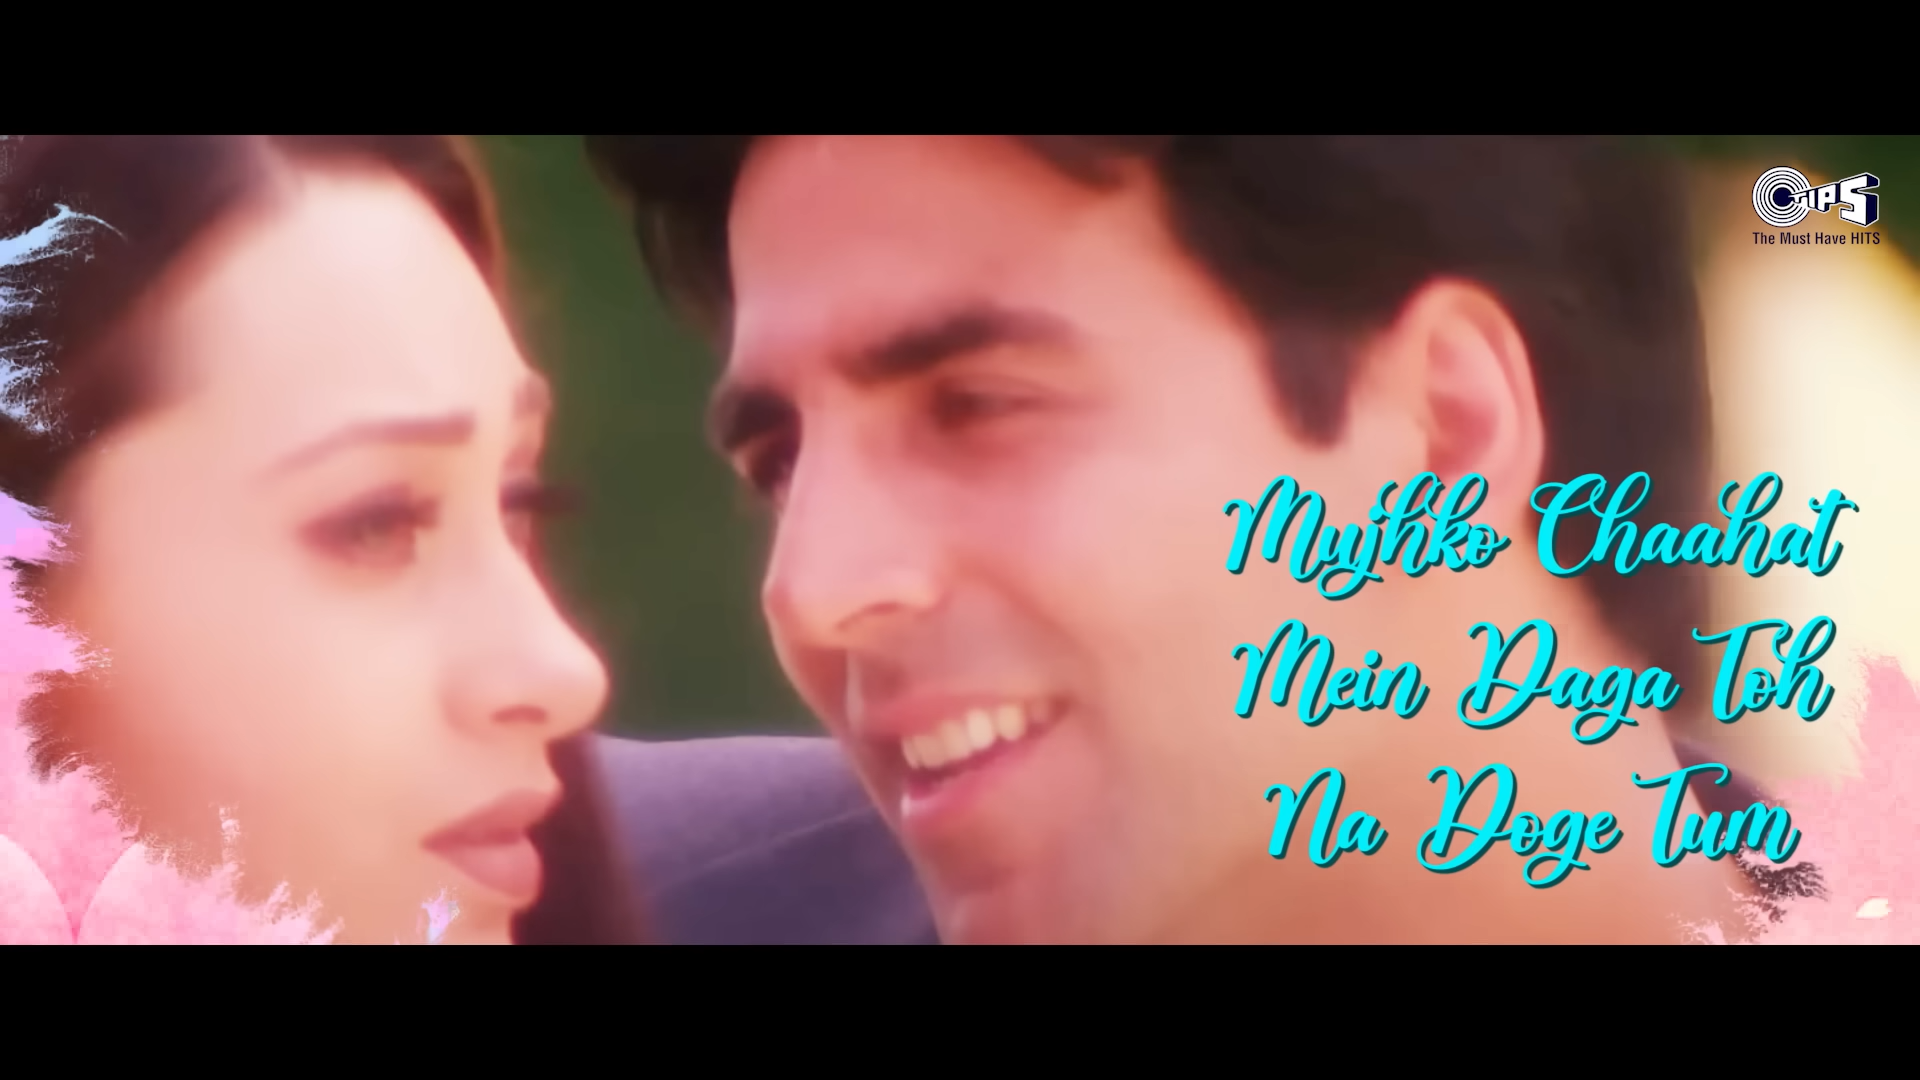 TIPS
The Must Have HITS
Mujhko Chaahat
Mein Daga Toh
Na Doge Tum